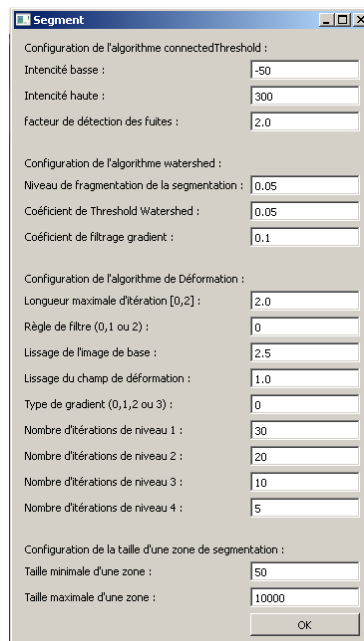 Segment
Configuration de l'algorithme connectedThreshold :
Intencité basse : -50
Intencité haute : 300
facteur de détection des fuites : 2.0
Configuration de l'algorithme watershed :
Niveau de fragmentation de la segmentation : 0.05
Coéficient de Threshold Watershed : 0.05
Coéficient de filtrage gradient : 0.1
Configuration de l'algorithme de Déformation :
Longueur maximale d'itération [0,2] : 2.0
Règle de filtre (0,1 ou 2) : 0
Lissage de l'image de base : 2.5
Lissage du champ de déformation : 1.0
Type de gradient (0,1,2 ou 3) : 0
Nombre d'itérations de niveau 1 : 30
Nombre d'itérations de niveau 2 : 20
Nombre d'itérations de niveau 3 : 10
Nombre d'itérations de niveau 4 : 5
Configuration de la taille d'une zone de segmentation :
Taille minimale d'une zone : 50
Taille maximale d'une zone : 10000
OK